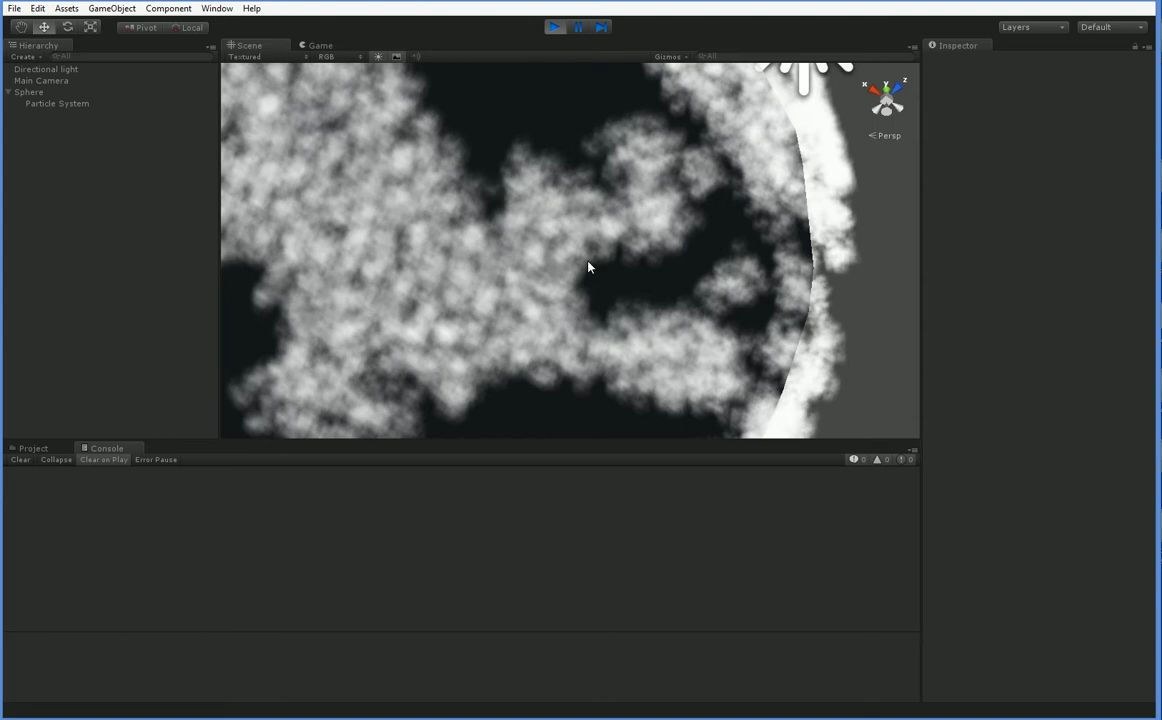 File Edit Assets GameObject Component Window Help
Pivot Local Layers Default
Hierarchy Scene Game Inspector
Create All Textured RGB Gizmos All
Directional light
Main Camera
Sphere
Particle System
x y z
Persp
Project Console
Clear Collapse Clear on Play Error Pause 0 0 0